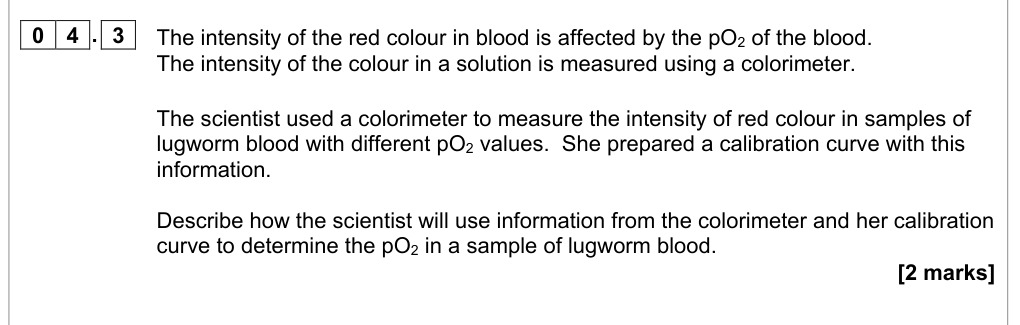 0 4 . 3 The intensity of the red colour in blood is affected by the pO₂ of the blood.
The intensity of the colour in a solution is measured using a colorimeter.
The scientist used a colorimeter to measure the intensity of red colour in samples of
lugworm blood with different pO₂ values. She prepared a calibration curve with this
information.
Describe how the scientist will use information from the colorimeter and her calibration
curve to determine the pO₂ in a sample of lugworm blood.
[2 marks]